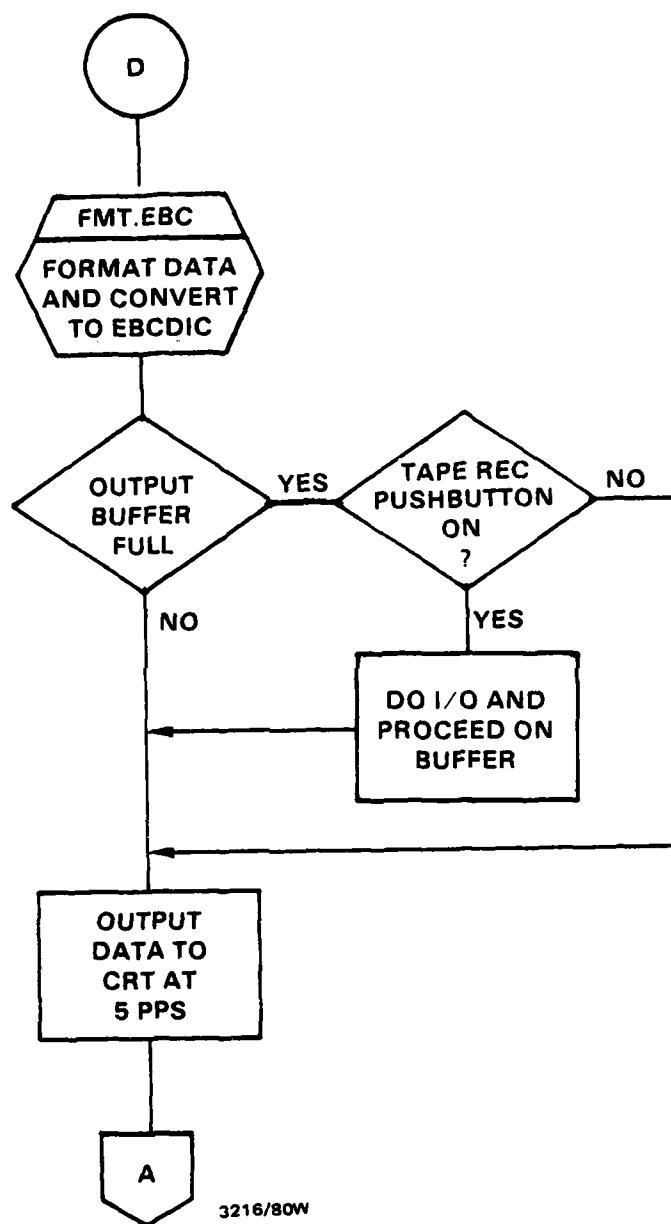 D
FMT.EBC
FORMAT DATA
AND CONVERT
TO EBCDIC
OUTPUT
BUFFER
FULL
YES
TAPE REC
PUSHBUTTON
ON
?
NO
NO
YES
DO I/O AND
PROCEED ON
BUFFER
OUTPUT
DATA TO
CRT AT
5 PPS
A
3216/80W